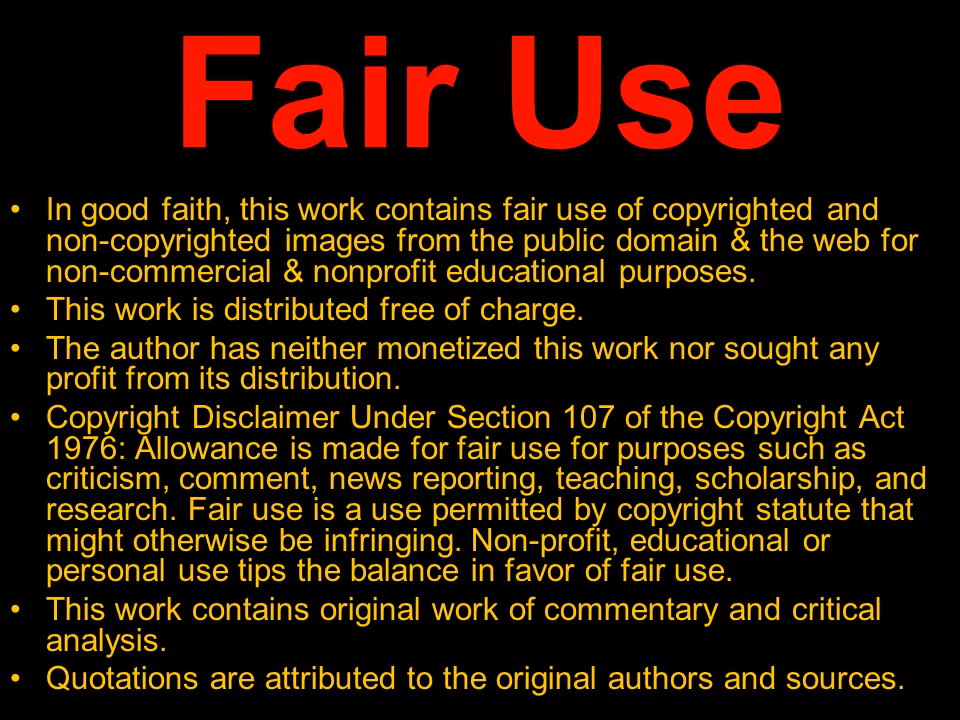 Fair Use
• In good faith, this work contains fair use of copyrighted and
non-copyrighted images from the public domain & the web for
non-commercial & nonprofit educational purposes.
• This work is distributed free of charge.
• The author has neither monetized this work nor sought any
profit from its distribution.
• Copyright Disclaimer Under Section 107 of the Copyright Act
1976: Allowance is made for fair use for purposes such as
criticism, comment, news reporting, teaching, scholarship, and
research. Fair use is a use permitted by copyright statute that
might otherwise be infringing. Non-profit, educational or
personal use tips the balance in favor of fair use.
• This work contains original work of commentary and critical
analysis.
• Quotations are attributed to the original authors and sources.